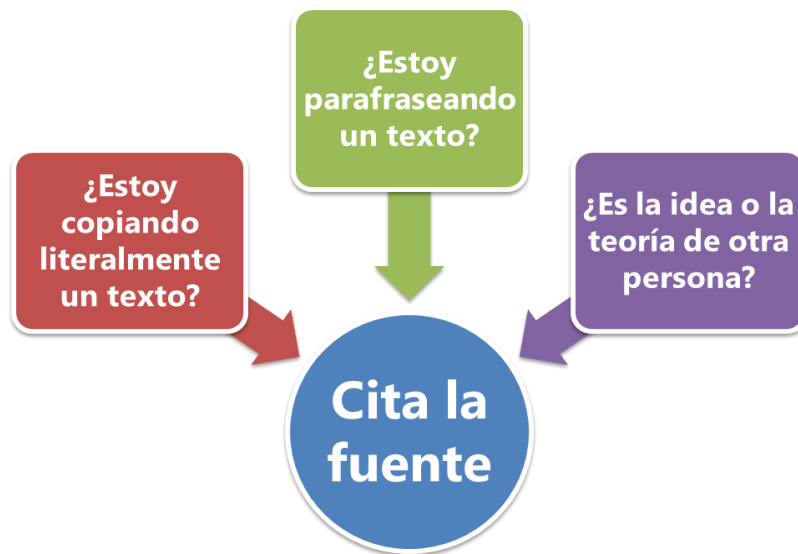 ¿Estoy
copiando
literalmente
un texto?
¿Estoy
parafraseando
un texto?
¿Es la idea o la
teoría de otra
persona?
Cita la
fuente